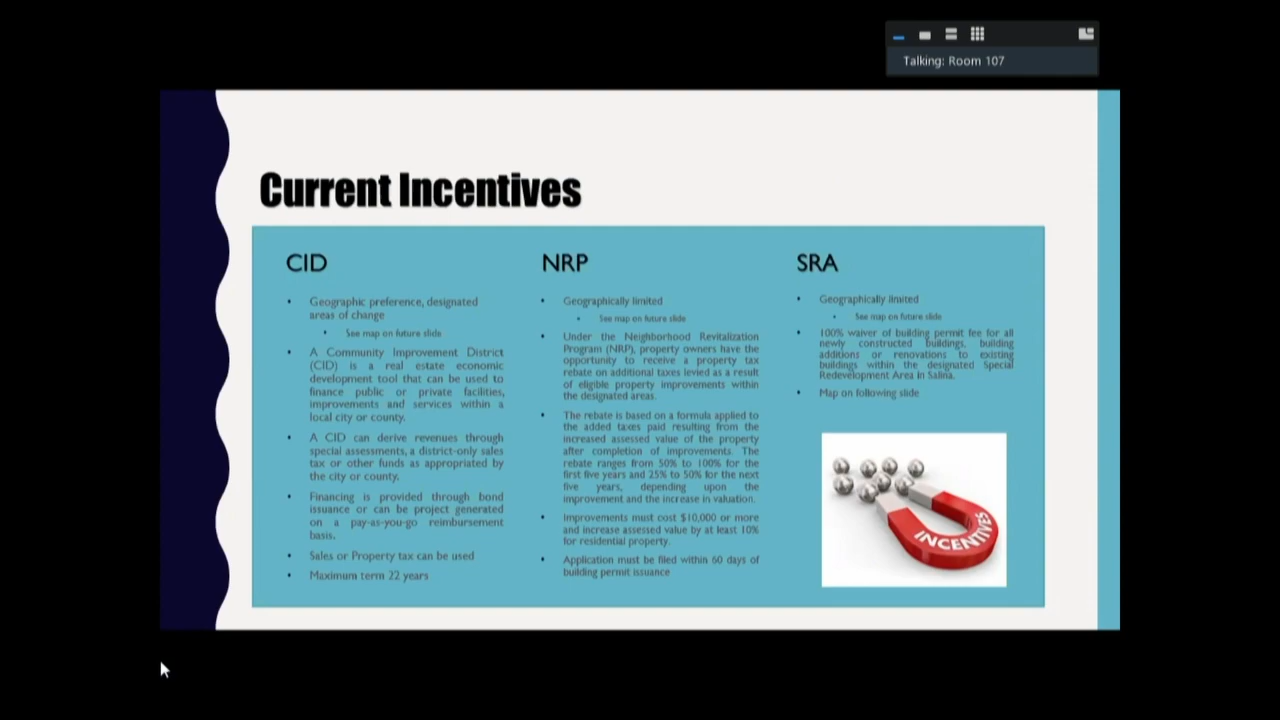 Talking: Room 107
Current Incentives
CID
• Geographic preference, designated
areas of change
• See map on future slide
• A Community Improvement District
(CID) is a real estate economic
development tool that can be used to
finance public or private facilities,
improvements and services within a
local city or county.
• A CID can derive revenues through
special assessments, a district-only sales
tax or other funds as appropriated by
the city or county.
• Financing is provided through bond
issuance or can be project generated
on a pay-as-you-go reimbursement
basis.
• Sales or Property tax can be used
• Maximum term 22 years
NRP
• Geographically limited
• See map on future slide
• Under the Neighborhood Revitalization
Program (NRP), property owners have the
opportunity to receive a property tax
rebate on additional taxes levied as a result
of eligible property improvements within
the designated areas.
• The rebate is based on a formula applied to
the added taxes paid resulting from the
increased assessed value of the property
after completion of improvements. The
rebate ranges from 50% to 100% for the
first five years and 25% to 50% for the next
five years, depending upon the
improvement and the increase in valuation.
• Improvements must cost $10,000 or more
and increase assessed value by at least 10%
for residential property.
• Application must be filed within 60 days of
building permit issuance
SRA
• Geographically limited
• See map on future slide
• 100% waiver of building permit fee for all
newly constructed buildings, building
additions or renovations to existing
buildings within the designated Special
Redevelopment Area in Salina.
• Map on following slide
INCENTIVES